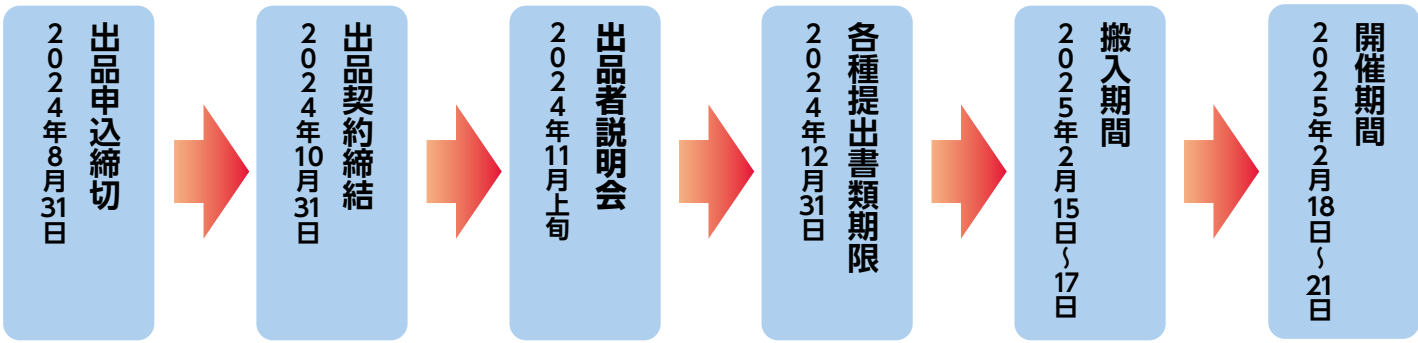 出品申込締切
2024年8月31日
出品契約締結
2024年10月31日
出品者説明会
2024年11月上旬
各種提出書類期限
2024年12月31日
搬入期間
2025年2月15日～17日
開催期間
2025年2月18日～21日